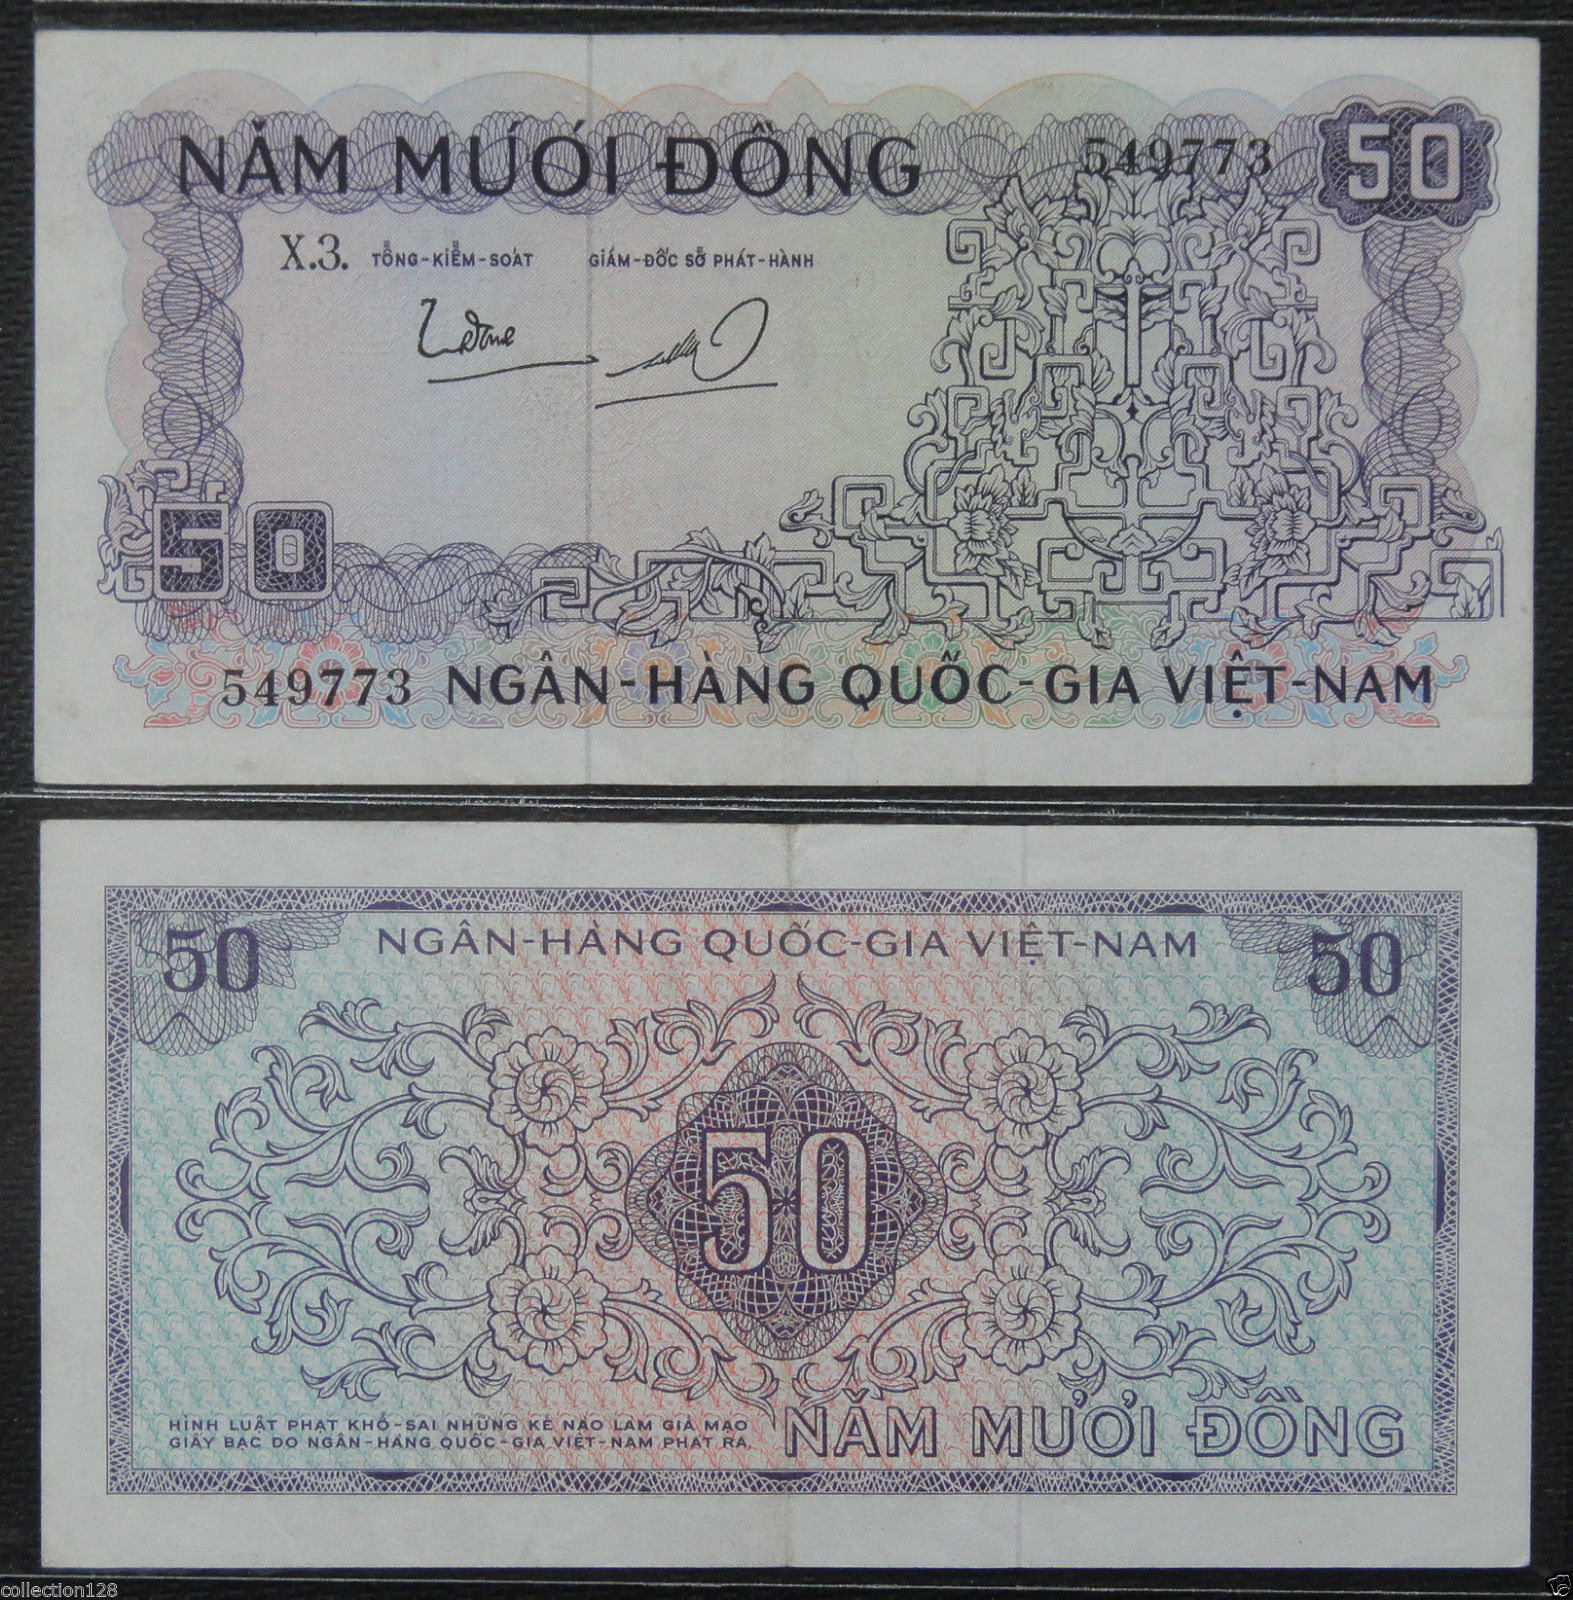 NĂM MƯƠI ĐỒNG
549773
50
X.3.
TỔNG-KIỂM-SOÁT
GIÁM-ĐỐC SỞ PHÁT-HÀNH
50
549773 NGÂN-HÀNG QUỐC-GIA VIỆT-NAM
50
NGÂN-HÀNG QUỐC-GIA VIỆT-NAM
50
50
HÌNH LUẬT PHẠT KHỔ-SAI NHỮNG KẺ NÀO LÀM GIẢ MẠO
GIẤY BẠC DO NGÂN-HÀNG QUỐC-GIA VIỆT-NAM PHÁT RA.
NĂM MƯƠI ĐỒNG
collection128